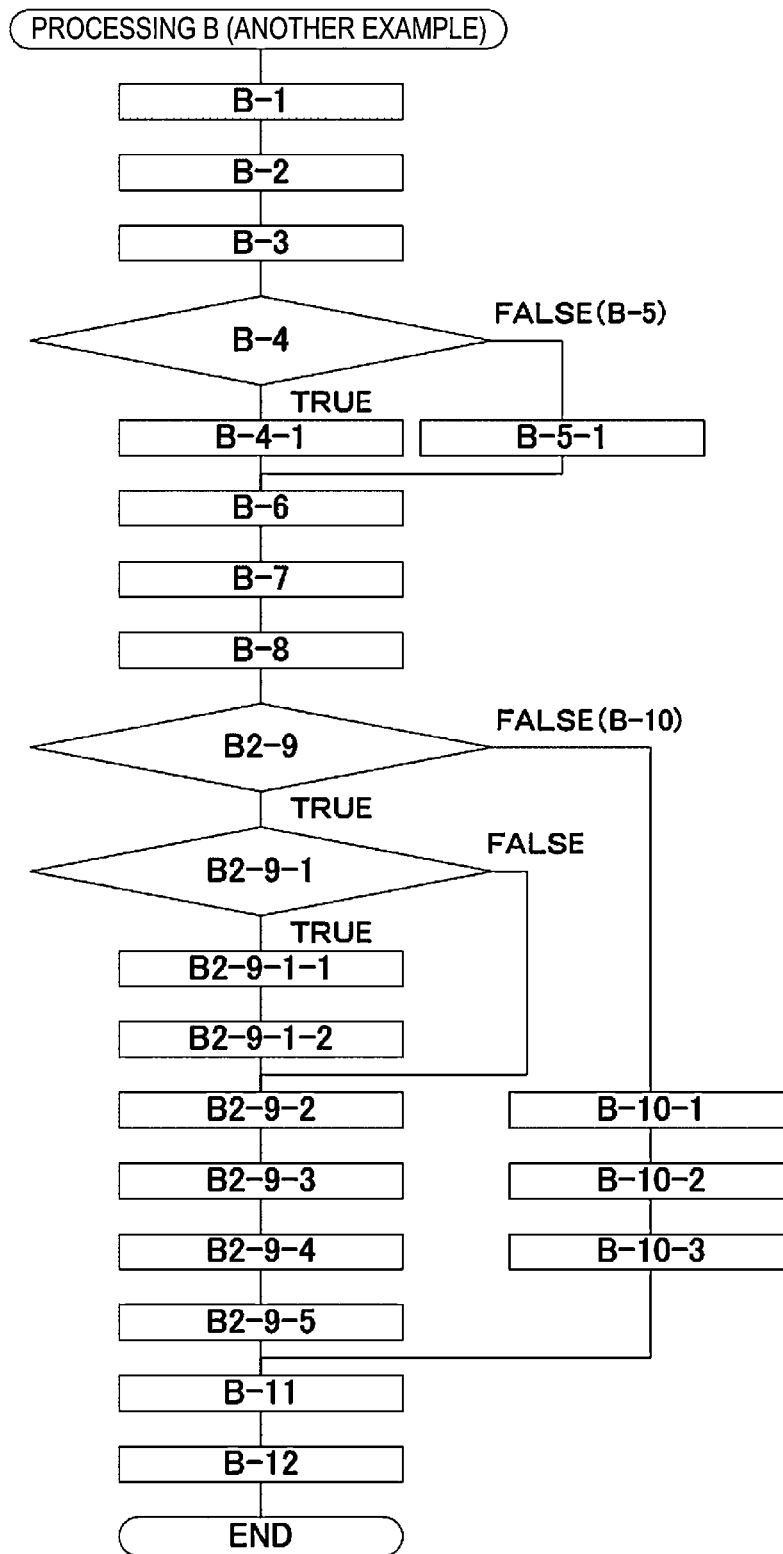 PROCESSING B (ANOTHER EXAMPLE)
B-1
B-2
B-3
B-4
FALSE(B-5)
TRUE
B-4-1
B-5-1
B-6
B-7
B-8
B2-9
FALSE(B-10)
TRUE
B2-9-1
FALSE
TRUE
B2-9-1-1
B2-9-1-2
B2-9-2
B-10-1
B2-9-3
B-10-2
B2-9-4
B-10-3
B2-9-5
B-11
B-12
END